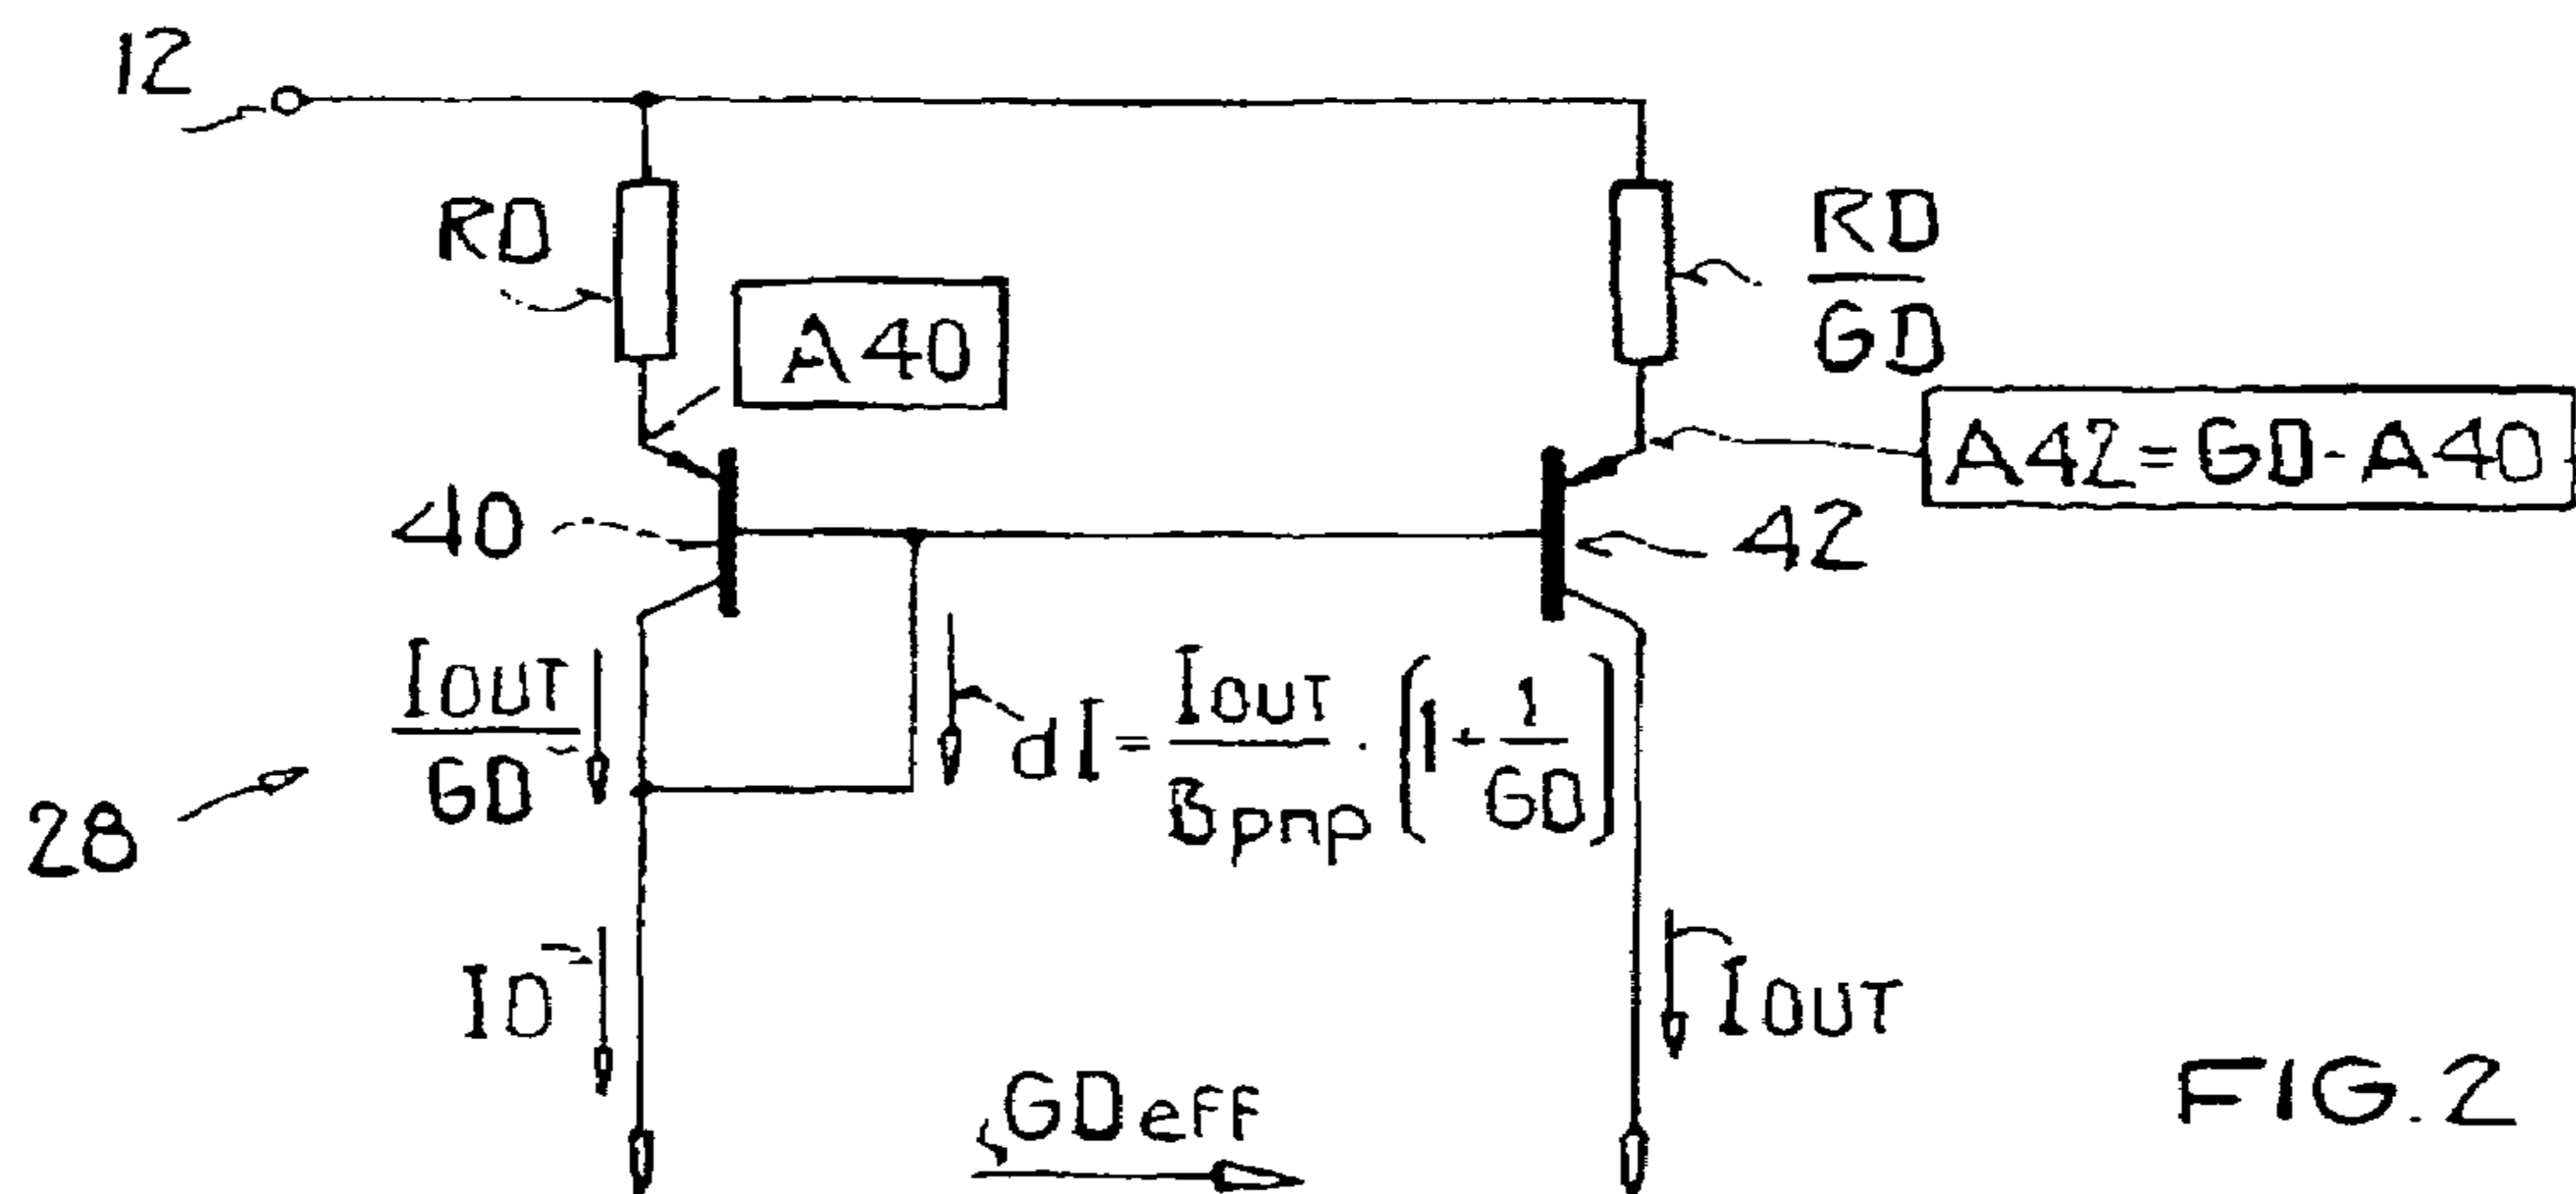 12
RD
A40
RD
GD
A42=GD·A40
40
42
IOUT
GD
dI = IOUT / Bpnp · (1 + 1/GD)
28
ID
IOUT
GDeff
FIG.2